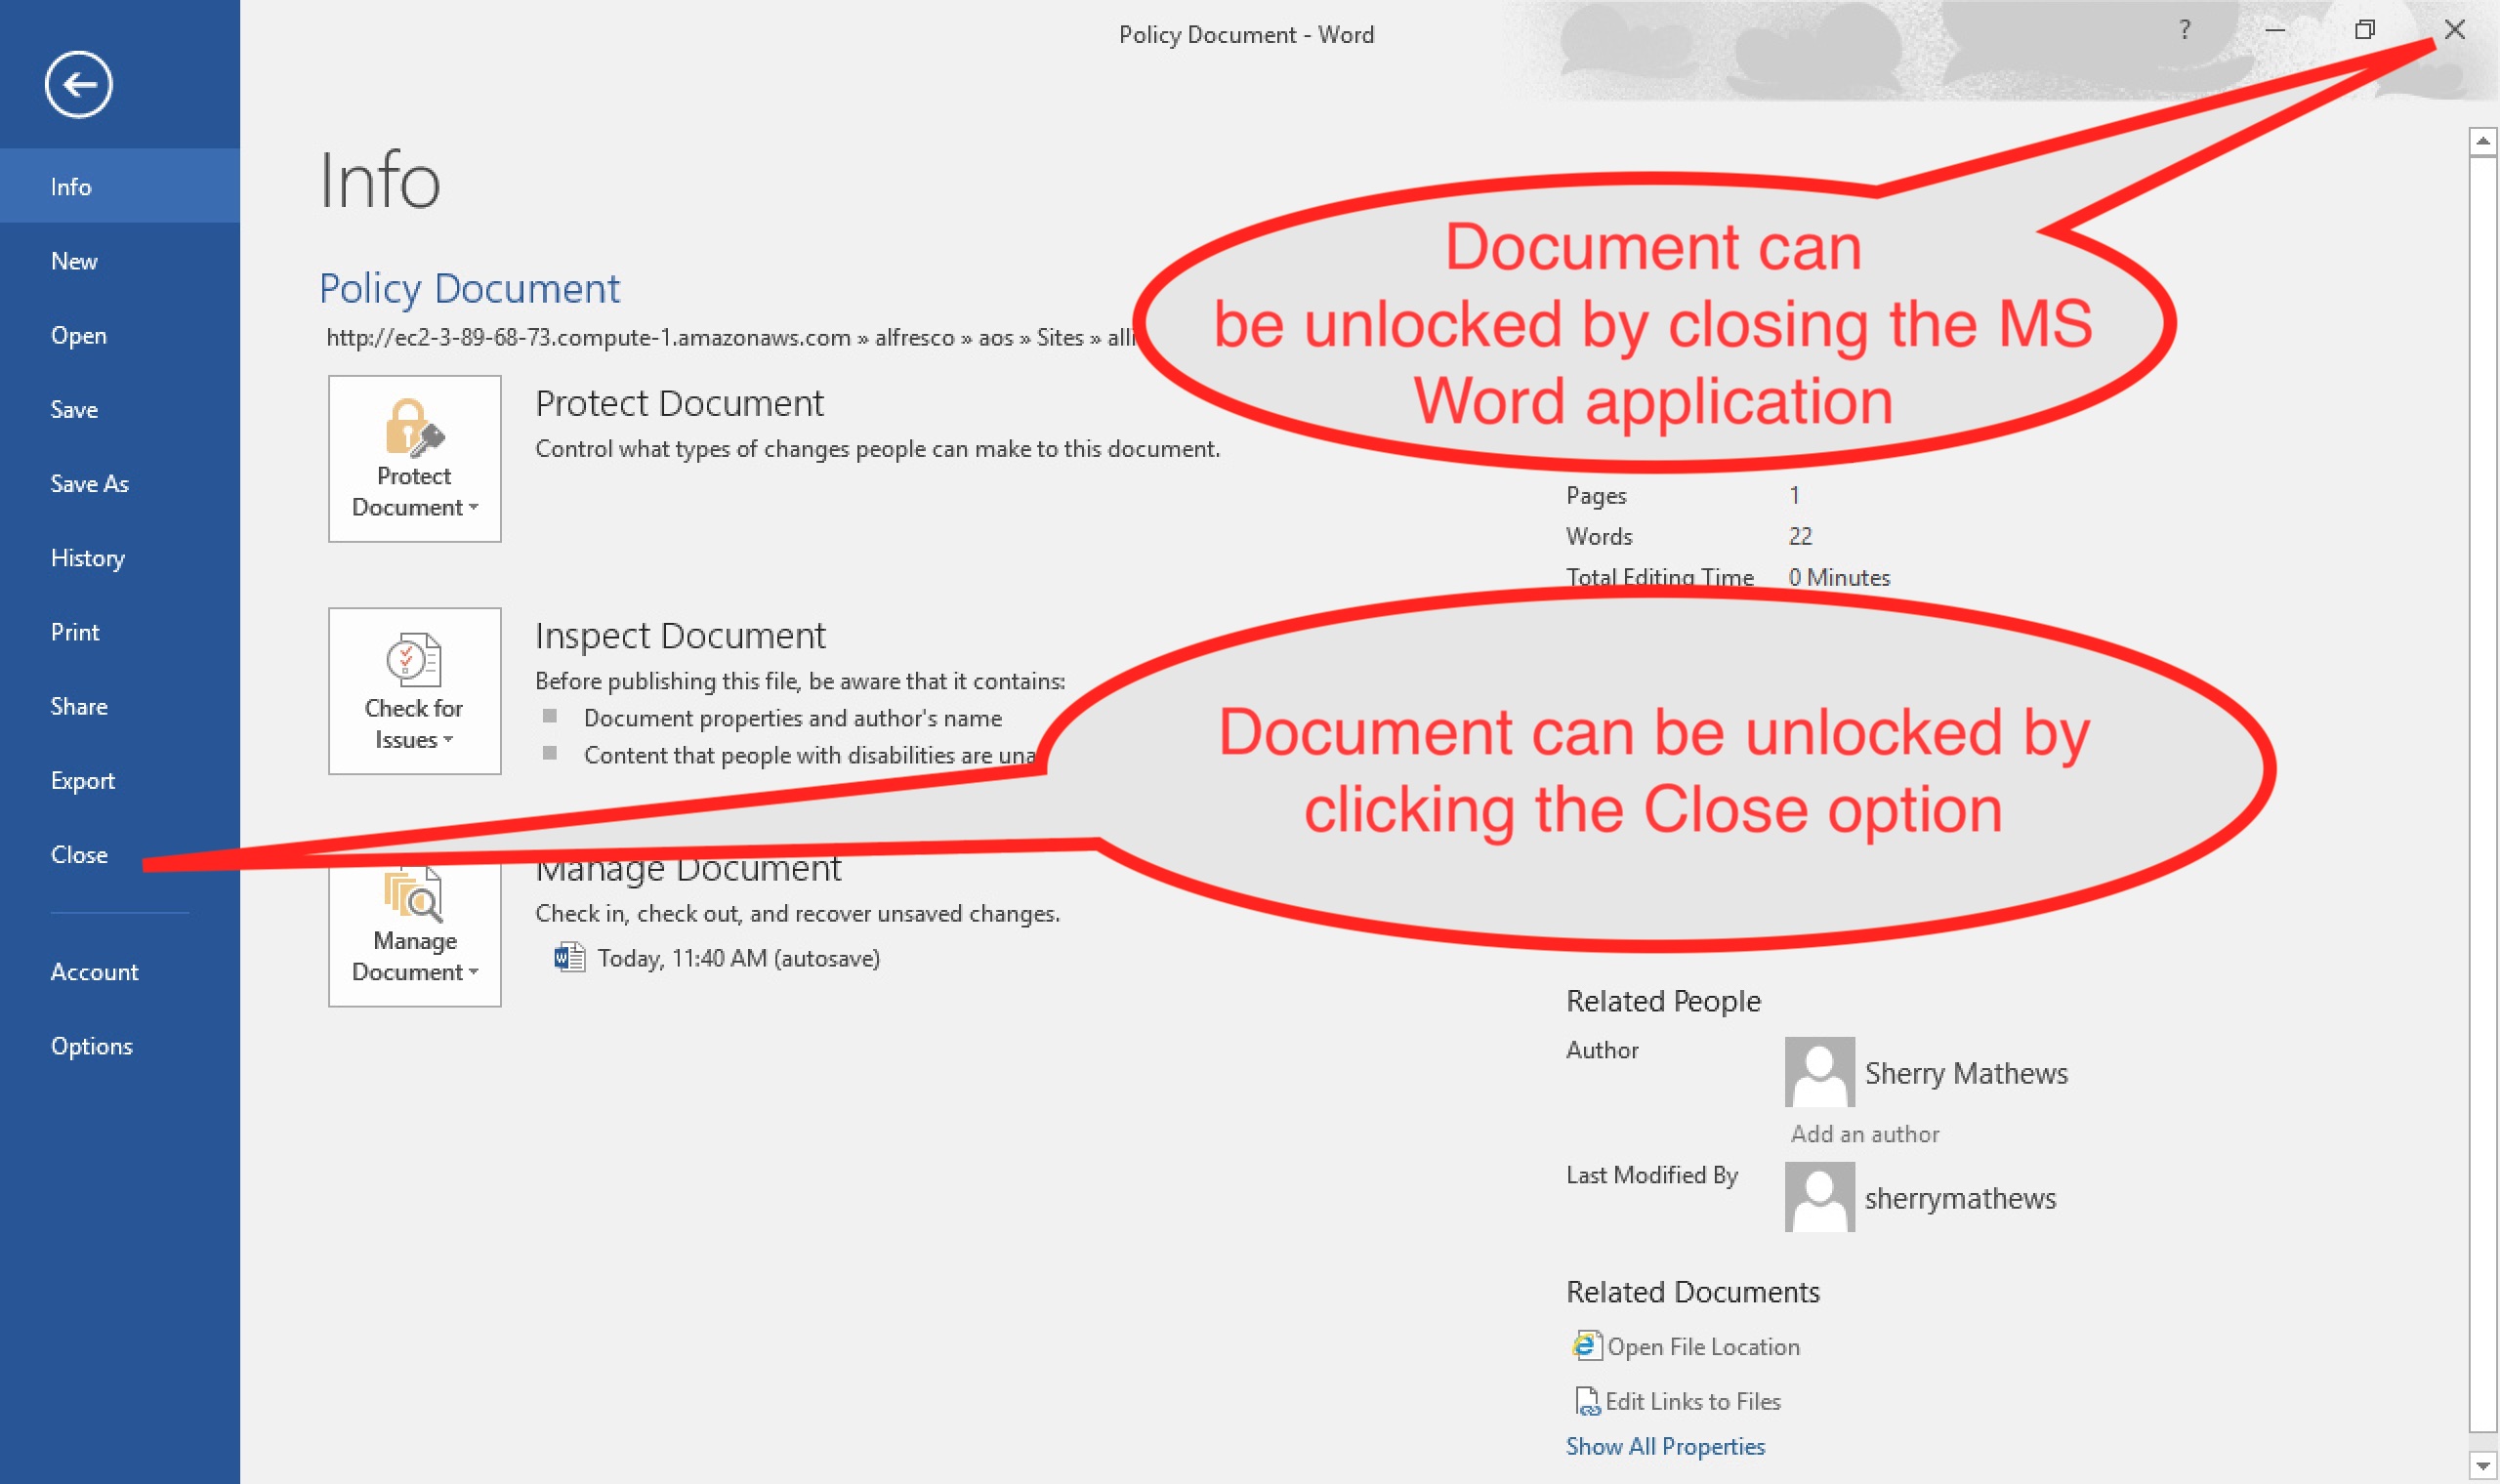 Policy Document - Word
?
Info
New
Open
Save
Save As
History
Print
Share
Export
Close
Account
Options
Info
Policy Document
http://ec2-3-89-68-73.compute-1.amazonaws.com » alfresco » aos » Sites » alli
Protect
Document
Protect Document
Control what types of changes people can make to this document.
Check for
Issues
Inspect Document
Before publishing this file, be aware that it contains:
Document properties and author's name
Content that people with disabilities are una
Manage
Document
Manage Document
Check in, check out, and recover unsaved changes.
Today, 11:40 AM (autosave)
Document can
be unlocked by closing the MS
Word application
Pages 1
Words 22
Total Editing Time 0 Minutes
Document can be unlocked by
clicking the Close option
Related People
Author Sherry Mathews
Add an author
Last Modified By sherrymathews
Related Documents
Open File Location
Edit Links to Files
Show All Properties